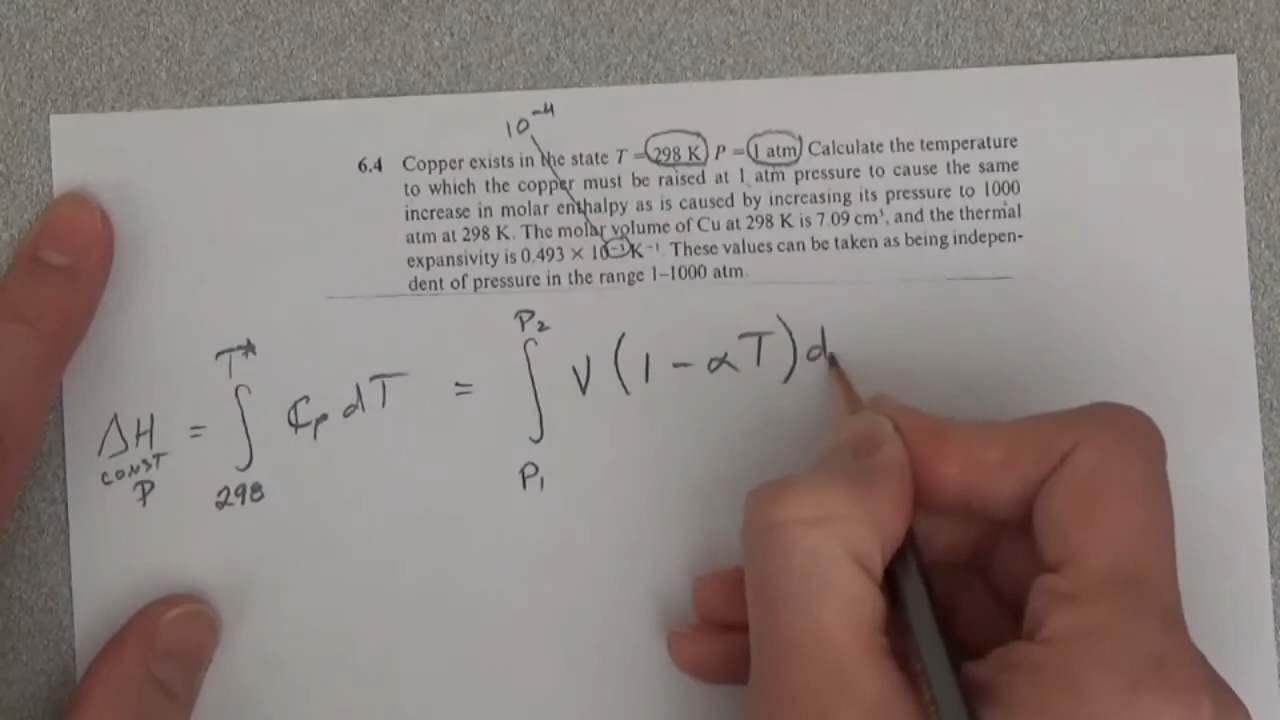 10⁻⁴
6.4 Copper exists in the state T = 298 K P = 1 atm Calculate the temperature
to which the copper must be raised at 1 atm pressure to cause the same
increase in molar enthalpy as is caused by increasing its pressure to 1000
atm at 298 K. The molar volume of Cu at 298 K is 7.09 cm³, and the thermal
expansivity is 0.493 × 10⁻³ K⁻¹. These values can be taken as being indepen-
dent of pressure in the range 1–1000 atm.
T* P₂
ΔH = ∫ Cₚ dT = ∫ V (1 - αT) d
CONST P 298 P₁